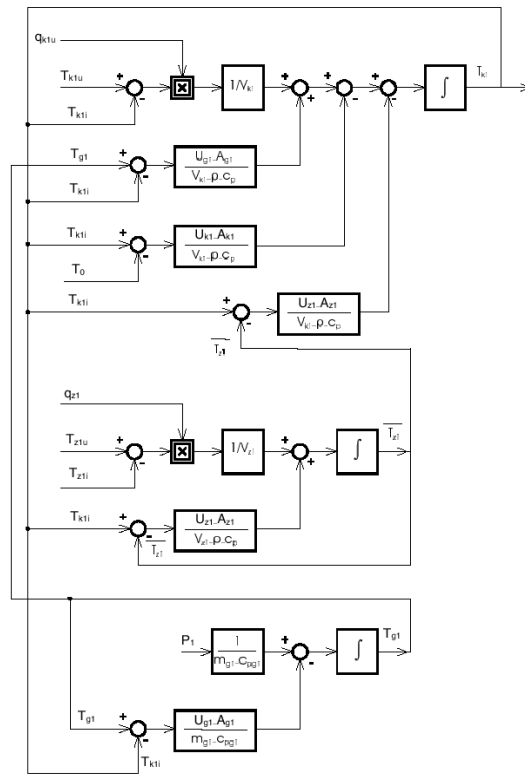 q_k1u
T_k1
T_k1u + - × 1/V_k1 + + + - + - ∫
T_k1i
T_g1 + - U_g1.A_g1
V_k1.ρ.c_p
T_k1i
T_k1i + - U_k1.A_k1
V_k1.ρ.c_p
T_0
T_k1i + - U_z1.A_z1
V_k1.ρ.c_p
T_z1
q_z1
T_z1u + - × 1/V_z1 + + ∫ T_z1
T_z1i
T_k1i + - U_z1.A_z1
V_z1.ρ.c_p
T_z1
P_1 1
m_g1.c_pg1
+ - ∫ T_g1
T_g1 + - U_g1.A_g1
m_g1.c_pg1
T_k1i